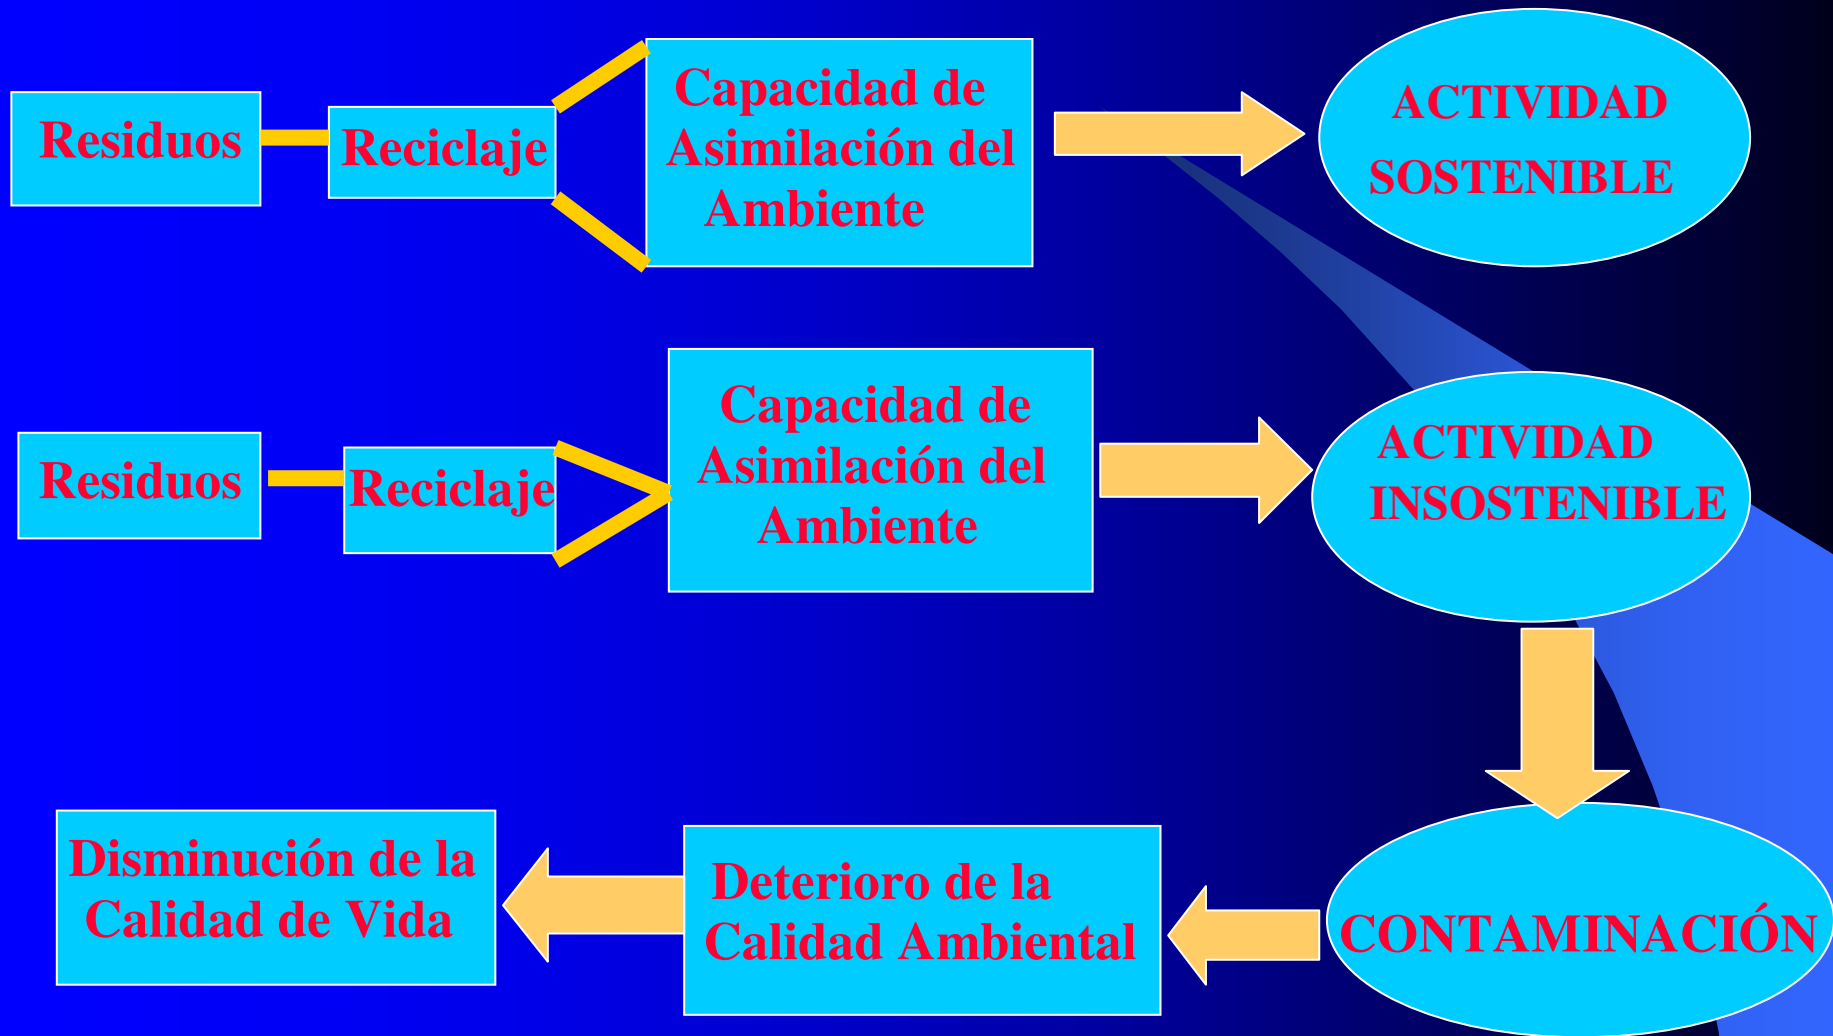 Residuos
Reciclaje
Capacidad de
Asimilación del
Ambiente
ACTIVIDAD
SOSTENIBLE
Residuos
Reciclaje
Capacidad de
Asimilación del
Ambiente
ACTIVIDAD
INSOSTENIBLE
CONTAMINACIÓN
Deterioro de la
Calidad Ambiental
Disminución de la
Calidad de Vida